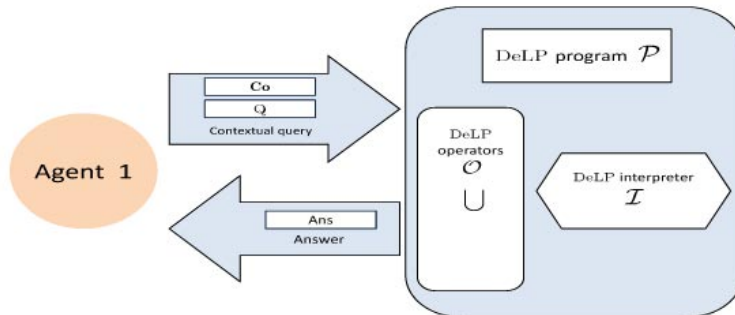 DeLP program 𝒫
Co
Q
Contextual query
DeLP
operators
𝒪
∪
Agent 1
DeLP interpreter
ℐ
Ans
Answer